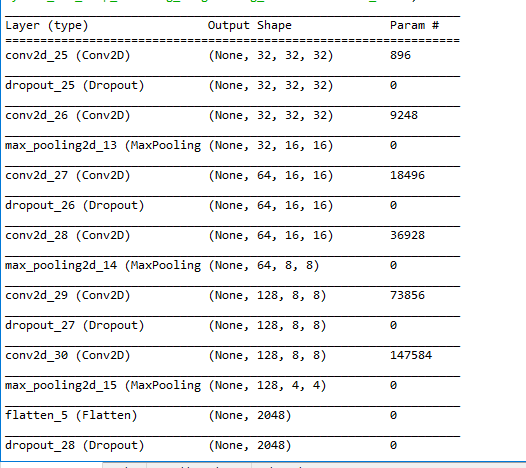 Layer (type) Output Shape Param #
=================================================================
conv2d_25 (Conv2D) (None, 32, 32, 32) 896
dropout_25 (Dropout) (None, 32, 32, 32) 0
conv2d_26 (Conv2D) (None, 32, 32, 32) 9248
max_pooling2d_13 (MaxPooling (None, 32, 16, 16) 0
conv2d_27 (Conv2D) (None, 64, 16, 16) 18496
dropout_26 (Dropout) (None, 64, 16, 16) 0
conv2d_28 (Conv2D) (None, 64, 16, 16) 36928
max_pooling2d_14 (MaxPooling (None, 64, 8, 8) 0
conv2d_29 (Conv2D) (None, 128, 8, 8) 73856
dropout_27 (Dropout) (None, 128, 8, 8) 0
conv2d_30 (Conv2D) (None, 128, 8, 8) 147584
max_pooling2d_15 (MaxPooling (None, 128, 4, 4) 0
flatten_5 (Flatten) (None, 2048) 0
dropout_28 (Dropout) (None, 2048) 0